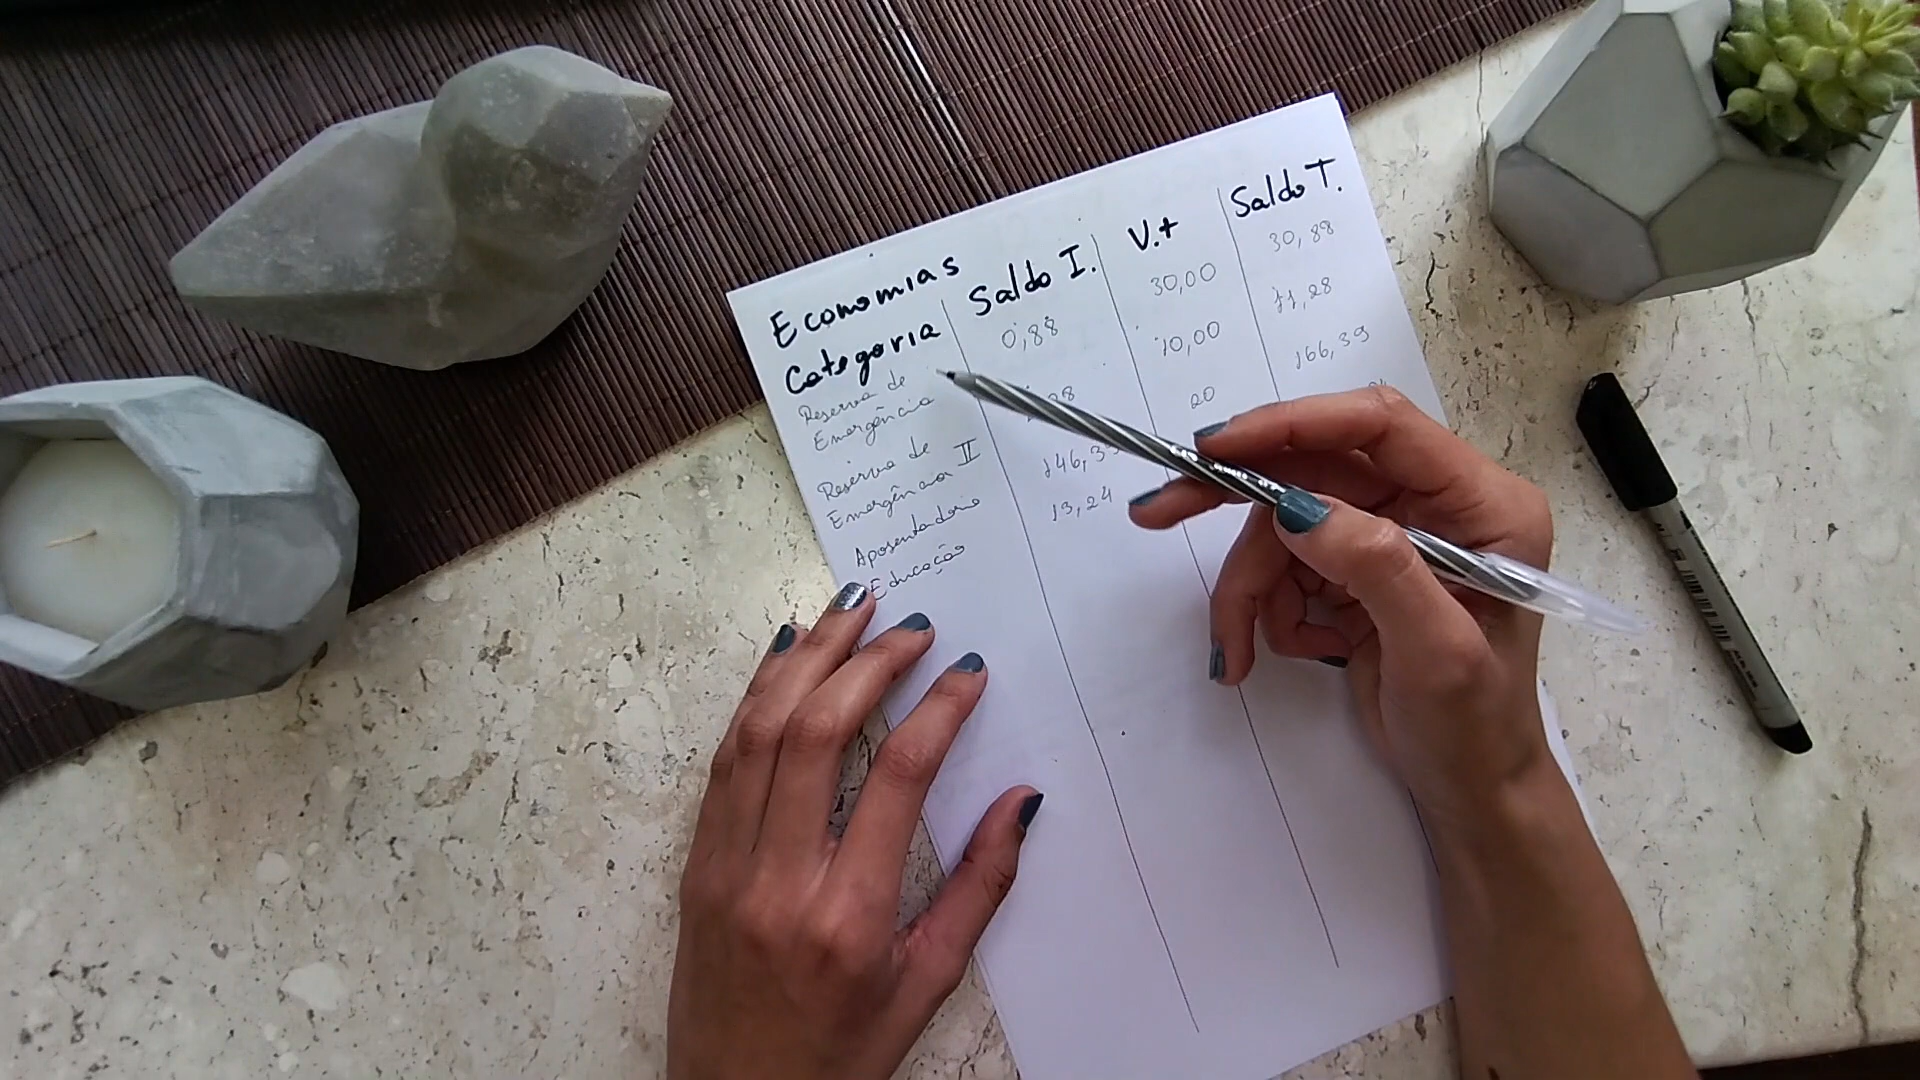 Economias
Categoria Saldo I. V.+ Saldo T.
Reserva de
Emergência 0,88 30,00 30,88
Reserva de
Emergência II 28 10,00 11,28
Aposentadoria 146,39 20 166,39
Educação 13,24